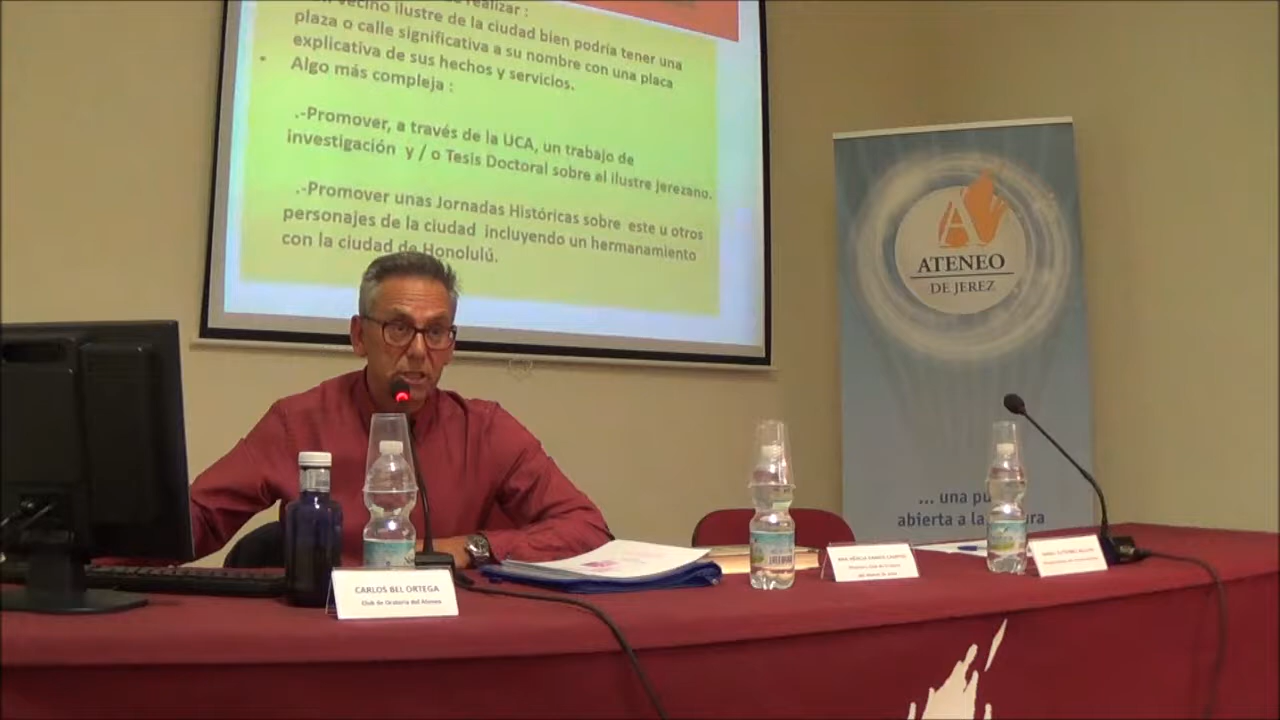 realizar :
vecino ilustre de la ciudad bien podría tener una
plaza o calle significativa a su nombre con una placa
explicativa de sus hechos y servicios.
• Algo más compleja :
.-Promover, a través de la UCA, un trabajo de
investigación y / o Tesis Doctoral sobre el ilustre jerezano.
.-Promover unas Jornadas Históricas sobre este u otros
personajes de la ciudad incluyendo un hermanamiento
con la ciudad de Honolulú.
A
ATENEO
DE JEREZ
... una pu
abierta a la ura
CARLOS BEL ORTEGA
Club de Oratoria del Ateneo